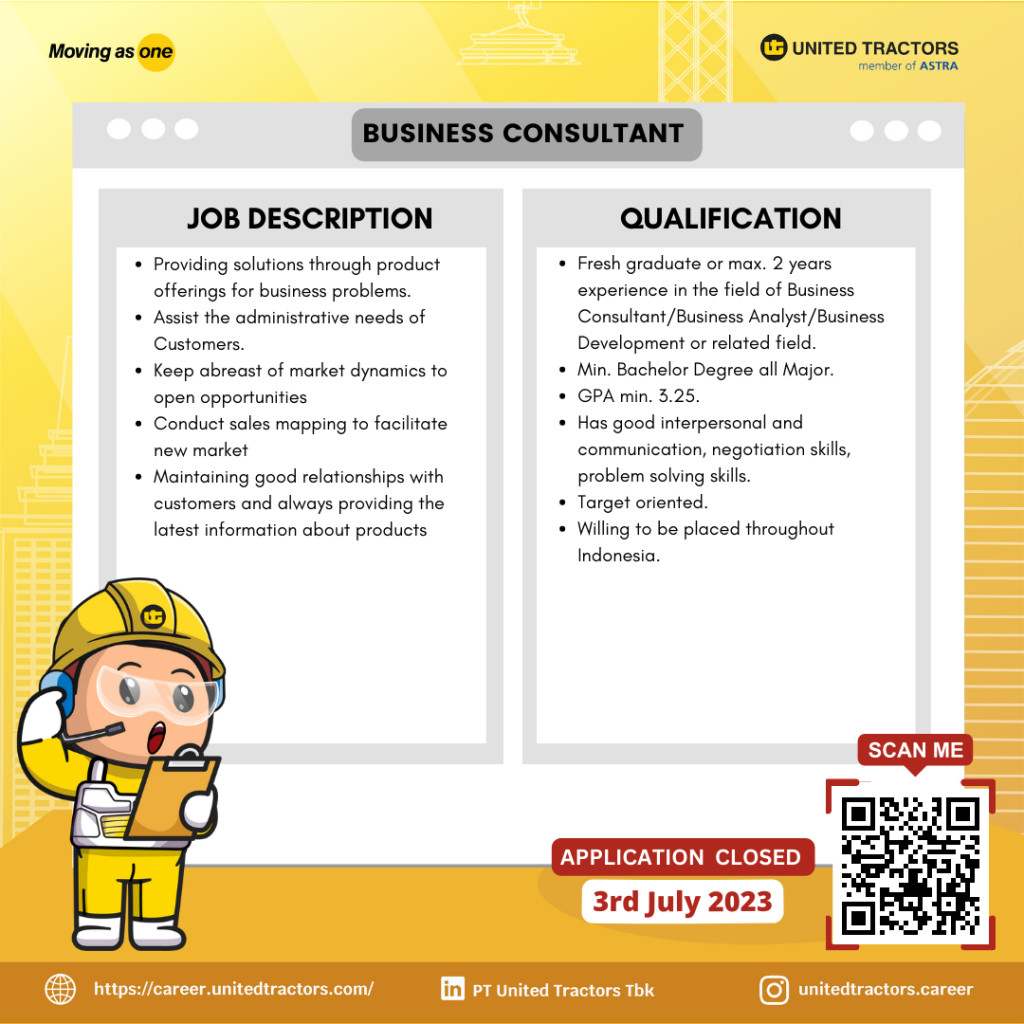 Moving as one
UNITED TRACTORS
member of ASTRA
BUSINESS CONSULTANT
JOB DESCRIPTION
• Providing solutions through product
offerings for business problems.
• Assist the administrative needs of
Customers.
• Keep abreast of market dynamics to
open opportunities
• Conduct sales mapping to facilitate
new market
• Maintaining good relationships with
customers and always providing the
latest information about products
QUALIFICATION
• Fresh graduate or max. 2 years
experience in the field of Business
Consultant/Business Analyst/Business
Development or related field.
• Min. Bachelor Degree all Major.
• GPA min. 3.25.
• Has good interpersonal and
communication, negotiation skills,
problem solving skills.
• Target oriented.
• Willing to be placed throughout
Indonesia.
SCAN ME
APPLICATION CLOSED
3rd July 2023
https://career.unitedtractors.com/
in PT United Tractors Tbk
unitedtractors.career